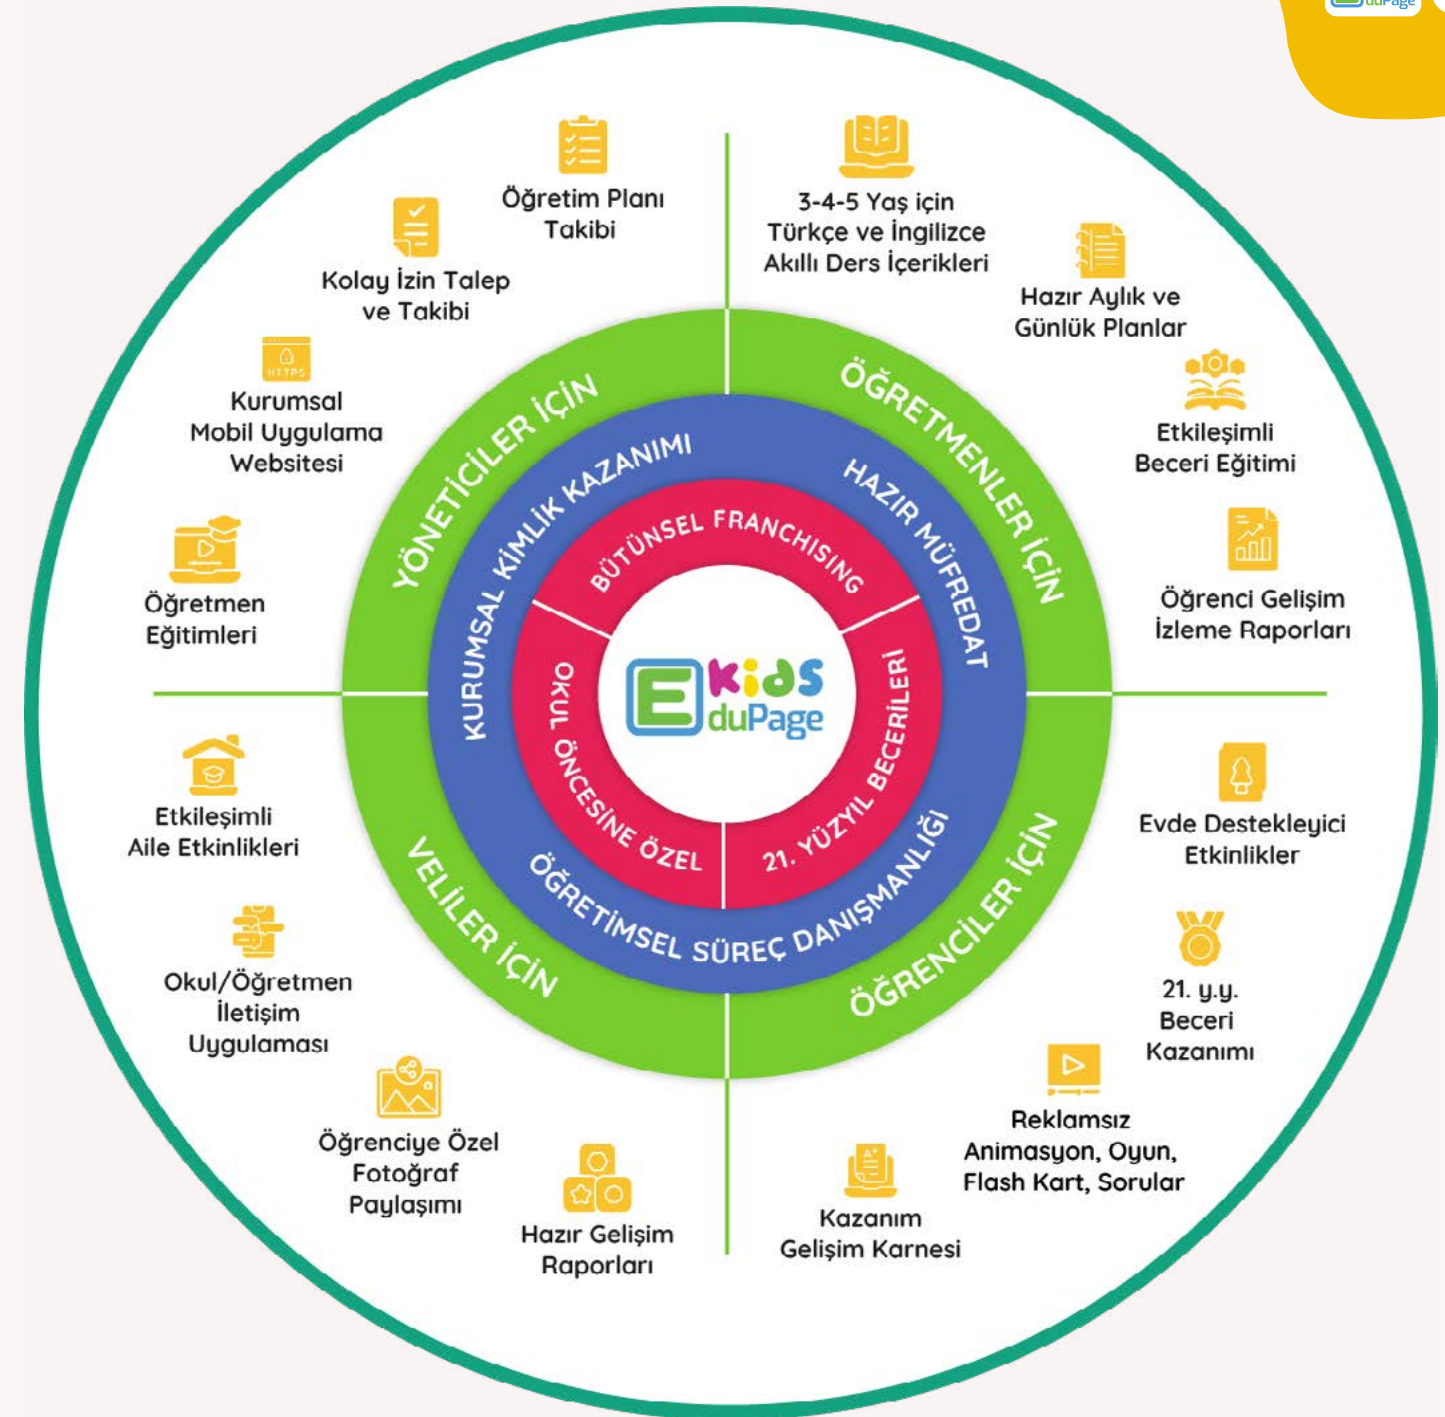 duPage
Öğretim Planı
Takibi
Kolay İzin Talep
ve Takibi
HTTPS
Kurumsal
Mobil Uygulama
Websitesi
Öğretmen
Eğitimleri
3-4-5 Yaş için
Türkçe ve İngilizce
Akıllı Ders İçerikleri
Hazır Aylık ve
Günlük Planlar
Etkileşimli
Beceri Eğitimi
Öğrenci Gelişim
İzleme Raporları
YÖNETİCİLER İÇİN
ÖĞRETMENLER İÇİN
KURUMSAL KİMLİK KAZANIMI
HAZIR MÜFREDAT
BÜTÜNSEL FRANCHISING
OKUL ÖNCESİNE ÖZEL
21. YÜZYIL BECERİLERİ
E kids
duPage
ÖĞRETİMSEL SÜREÇ DANIŞMANLIĞI
VELİLER İÇİN
ÖĞRENCİLER İÇİN
Etkileşimli
Aile Etkinlikleri
Okul/Öğretmen
İletişim
Uygulaması
Öğrenciye Özel
Fotoğraf
Paylaşımı
Hazır Gelişim
Raporları
Evde Destekleyici
Etkinlikler
21. y.y.
Beceri
Kazanımı
Reklamsız
Animasyon, Oyun,
Flash Kart, Sorular
A+
Kazanım
Gelişim Karnesi